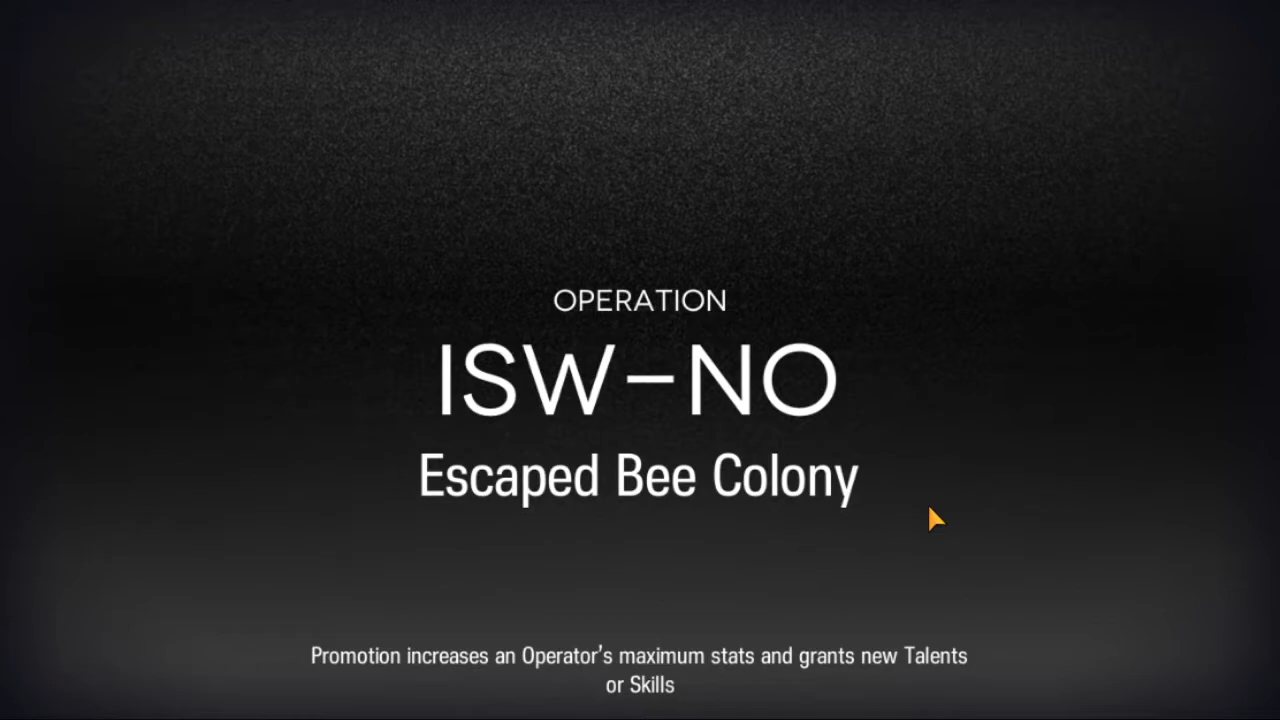 OPERATION
ISW-NO
Escaped Bee Colony
Promotion increases an Operator's maximum stats and grants new Talents
or Skills